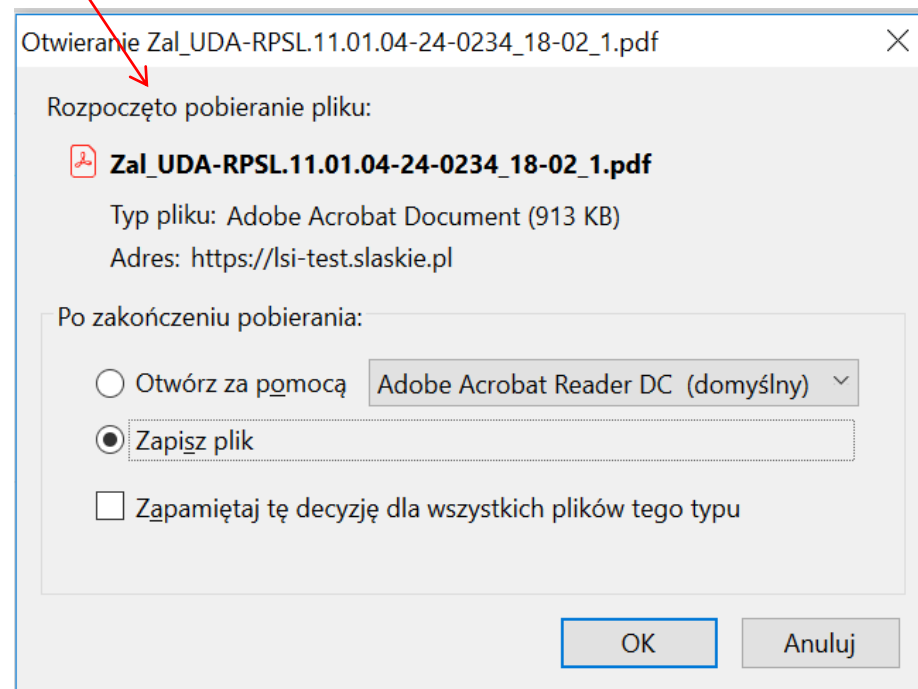 Otwieranie Zal_UDA-RPSL.11.01.04-24-0234_18-02_1.pdf
Rozpoczęto pobieranie pliku:
Zal_UDA-RPSL.11.01.04-24-0234_18-02_1.pdf
Typ pliku: Adobe Acrobat Document (913 KB)
Adres: https://lsi-test.slaskie.pl
Po zakończeniu pobierania:
Otwórz za pomocą Adobe Acrobat Reader DC (domyślny)
Zapisz plik
Zapamiętaj tę decyzję dla wszystkich plików tego typu
OK Anuluj